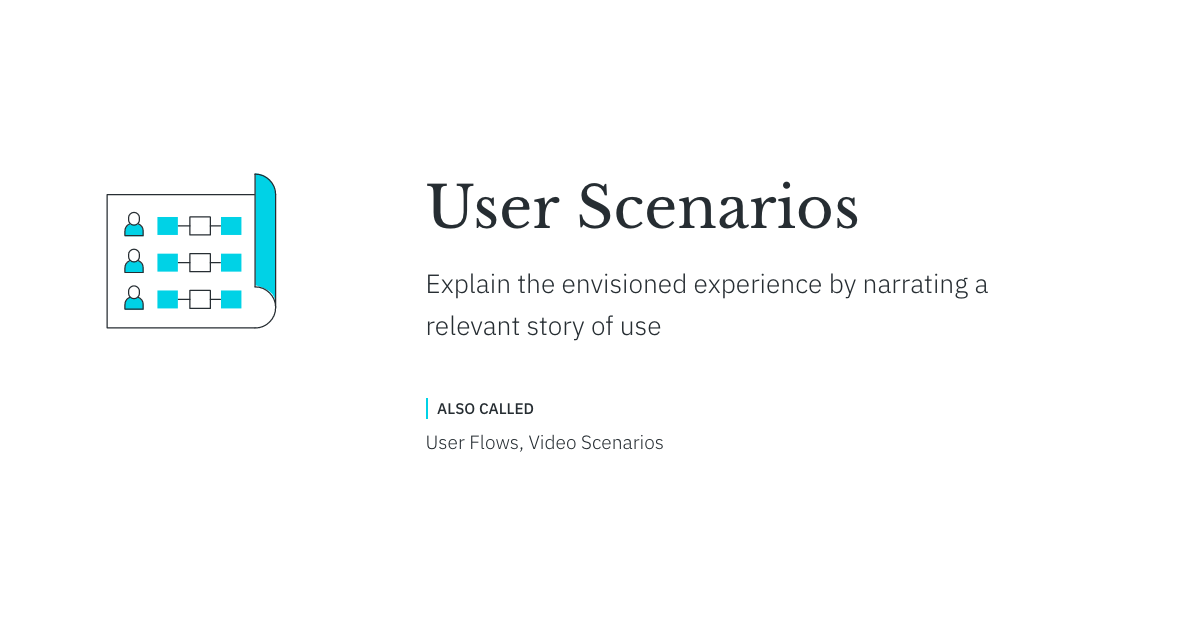 User Scenarios
Explain the envisioned experience by narrating a
relevant story of use
ALSO CALLED
User Flows, Video Scenarios